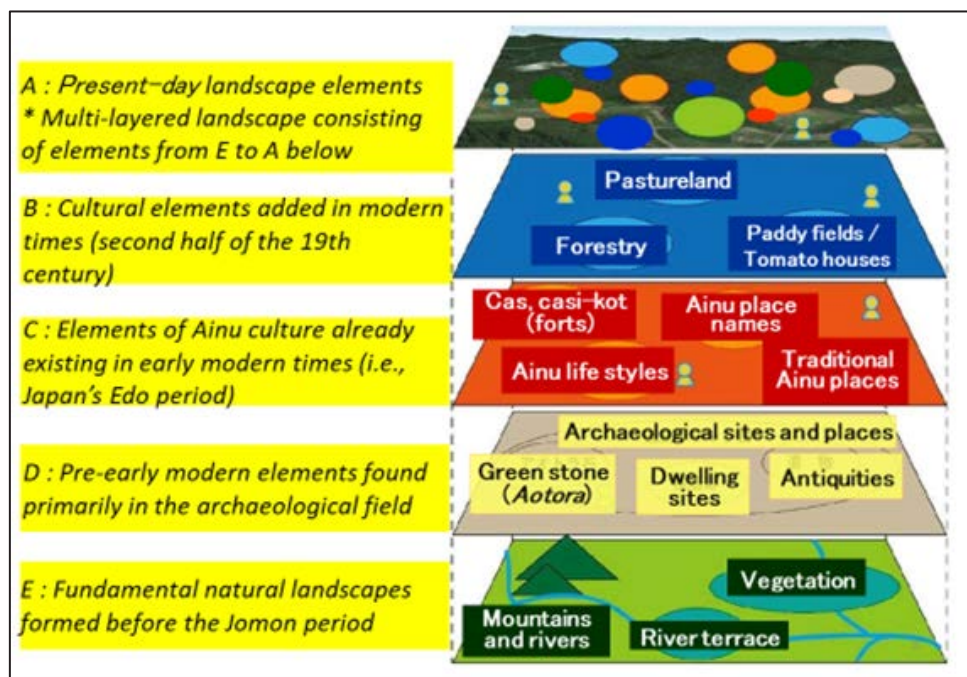 A : Present-day landscape elements
* Multi-layered landscape consisting
of elements from E to A below
B : Cultural elements added in modern
times (second half of the 19th
century)
Pastureland
Forestry
Paddy fields /
Tomato houses
C : Elements of Ainu culture already
existing in early modern times (i.e.,
Japan's Edo period)
Cas, casi-kot
(forts)
Ainu place
names
Ainu life styles
Traditional
Ainu places
D : Pre-early modern elements found
primarily in the archaeological field
Archaeological sites and places
Green stone
(Aotora)
Dwelling
sites
Antiquities
E : Fundamental natural landscapes
formed before the Jomon period
Vegetation
Mountains
and rivers
River terrace